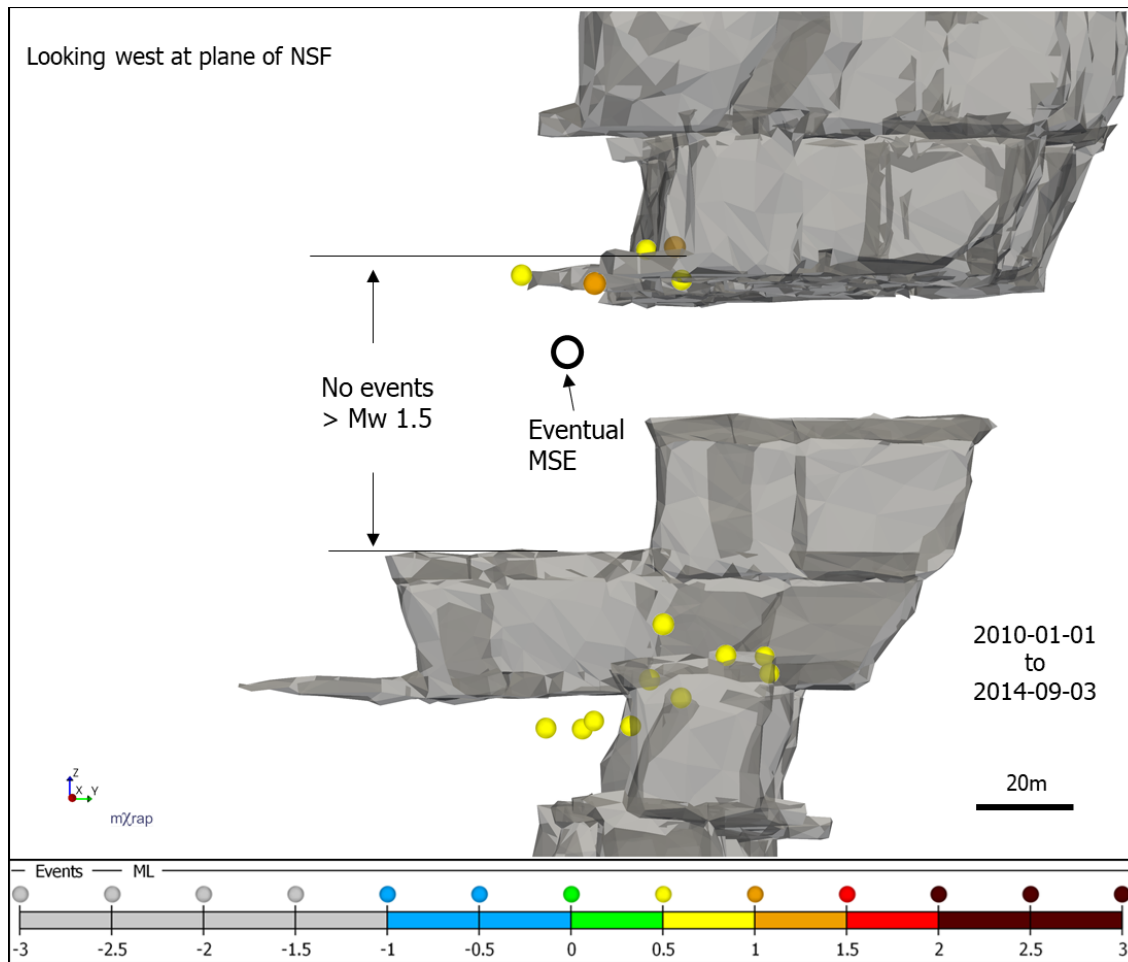 Looking west at plane of NSF
No events
> Mw 1.5
Eventual
MSE
2010-01-01
to
2014-09-03
20m
Z
X Y
mχrap
Events ML
-3 -2.5 -2 -1.5 -1 -0.5 0 0.5 1 1.5 2 2.5 3